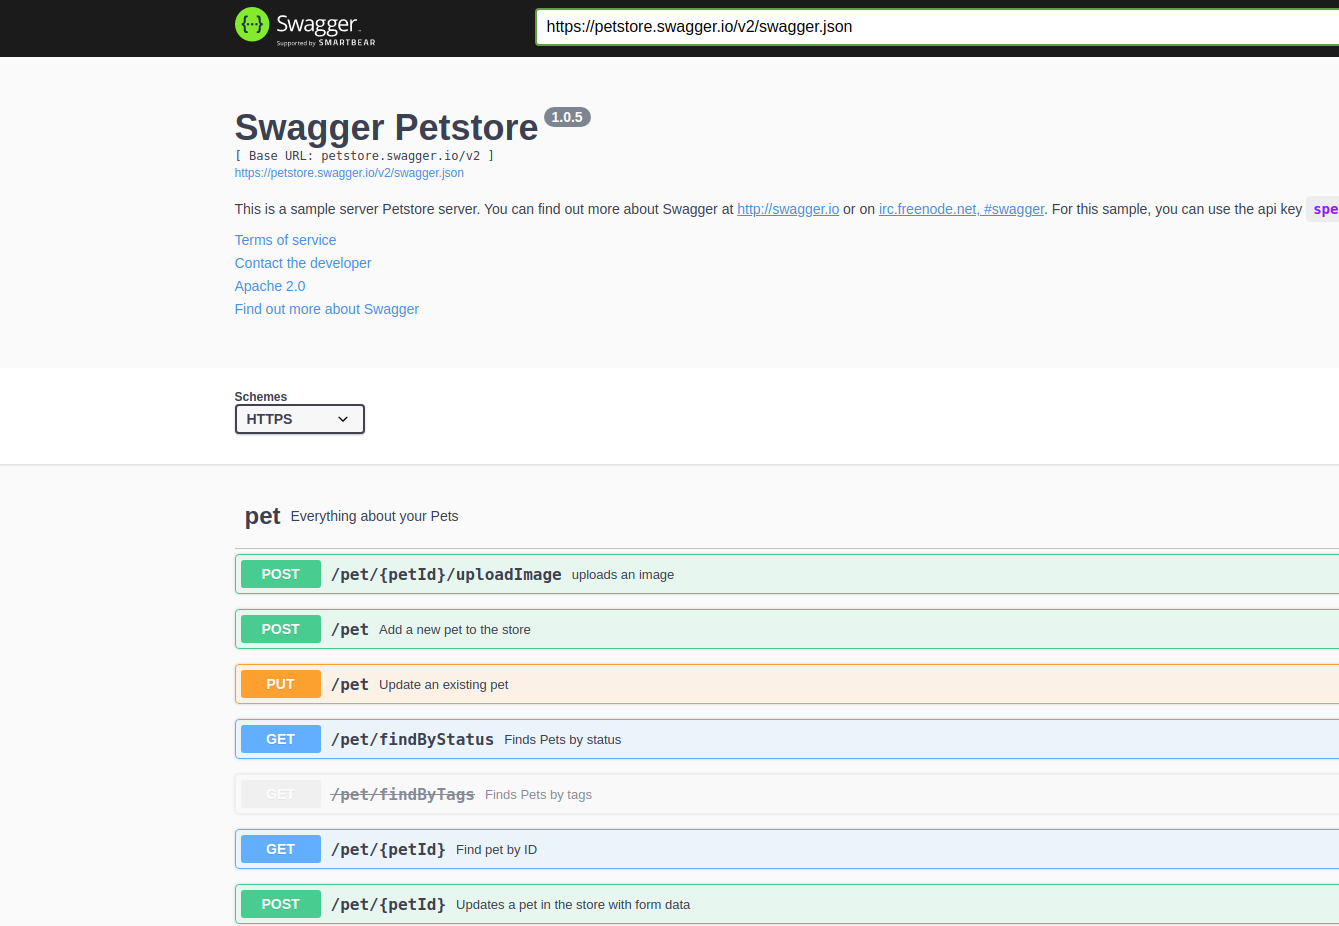 Swagger
Supported by SMARTBEAR
https://petstore.swagger.io/v2/swagger.json
Swagger Petstore 1.0.5
[ Base URL: petstore.swagger.io/v2 ]
https://petstore.swagger.io/v2/swagger.json
This is a sample server Petstore server. You can find out more about Swagger at http://swagger.io or on irc.freenode.net, #swagger. For this sample, you can use the api key spe
Terms of service
Contact the developer
Apache 2.0
Find out more about Swagger
Schemes
HTTPS
pet Everything about your Pets
POST /pet/{petId}/uploadImage uploads an image
POST /pet Add a new pet to the store
PUT /pet Update an existing pet
GET /pet/findByStatus Finds Pets by status
GET /pet/findByTags Finds Pets by tags
GET /pet/{petId} Find pet by ID
POST /pet/{petId} Updates a pet in the store with form data